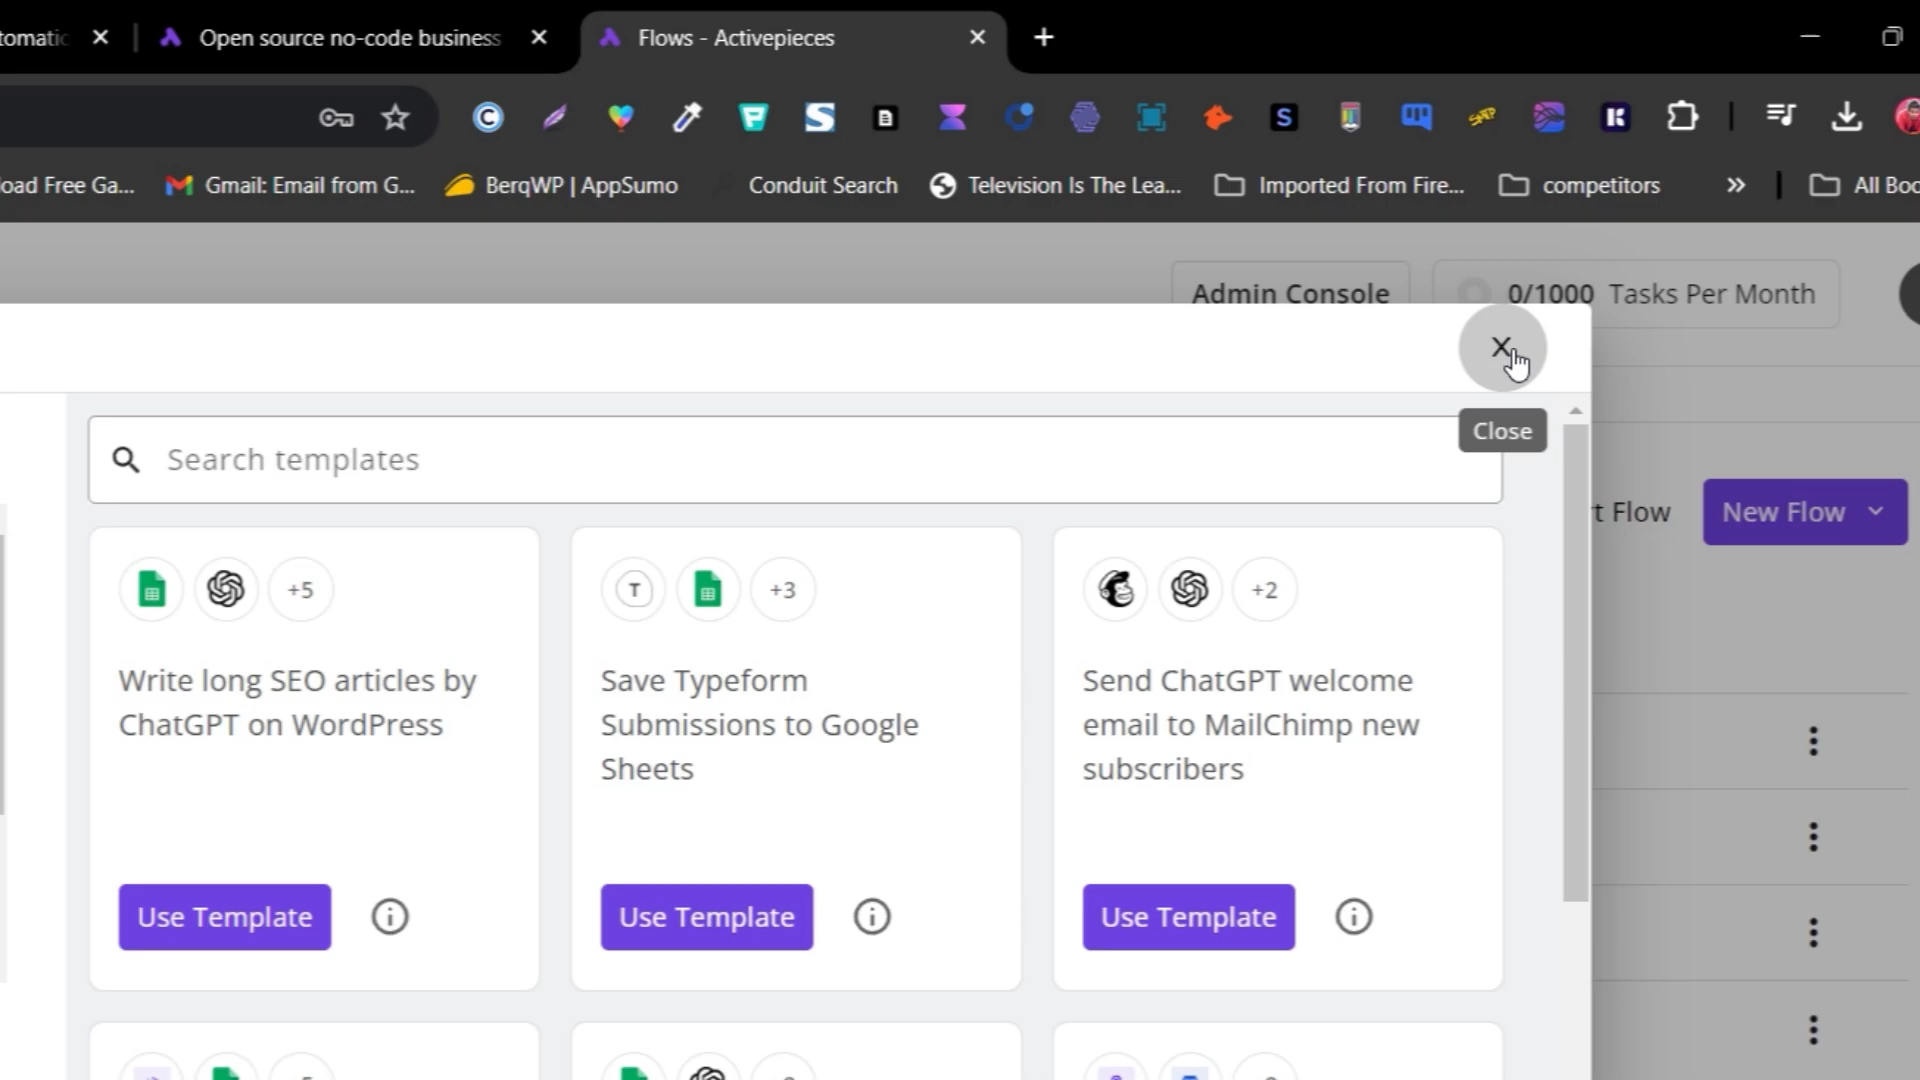 tomatic
Open source no-code business
Flows - Activepieces
oad Free Ga...
Gmail: Email from G...
BerqWP | AppSumo
Conduit Search
Television Is The Lea...
Imported From Fire...
competitors
All Boo
Admin Console
0/1000 Tasks Per Month
Close
Search templates
t Flow
New Flow
+5
T
+3
+2
Write long SEO articles by
ChatGPT on WordPress
Save Typeform
Submissions to Google
Sheets
Send ChatGPT welcome
email to MailChimp new
subscribers
Use Template
Use Template
Use Template